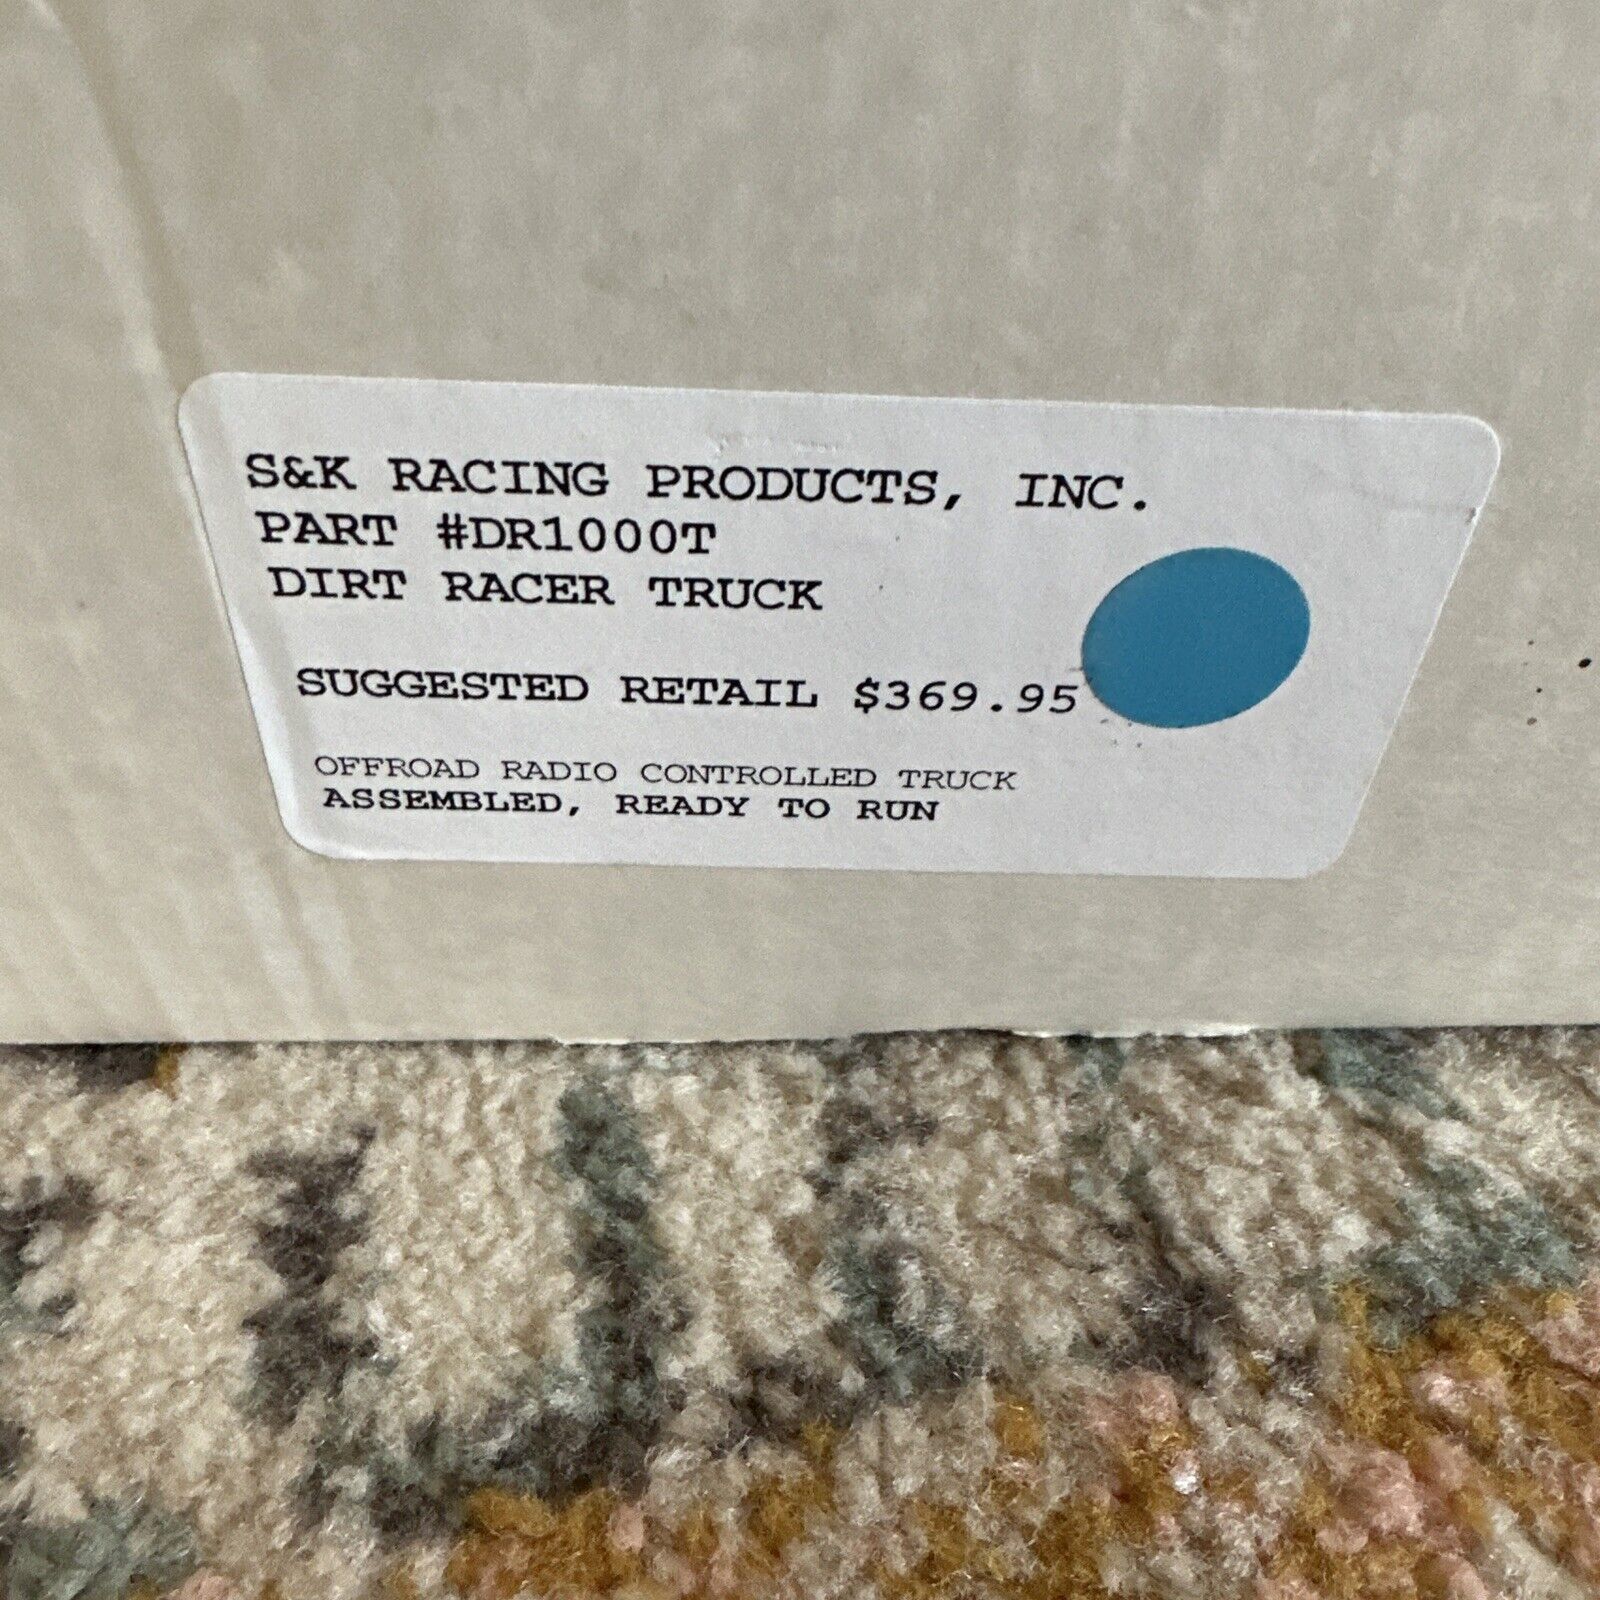 S&K RACING PRODUCTS, INC.
PART #DR1000T
DIRT RACER TRUCK
SUGGESTED RETAIL $369.95
OFFROAD RADIO CONTROLLED TRUCK
ASSEMBLED, READY TO RUN